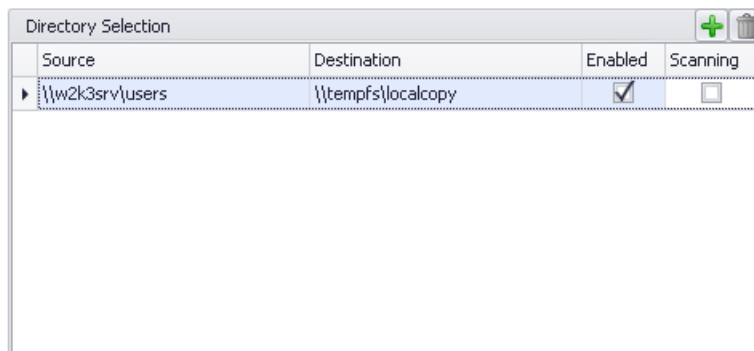 Directory Selection
Source Destination Enabled Scanning
\\w2k3srv\users \\tempfs\localcopy